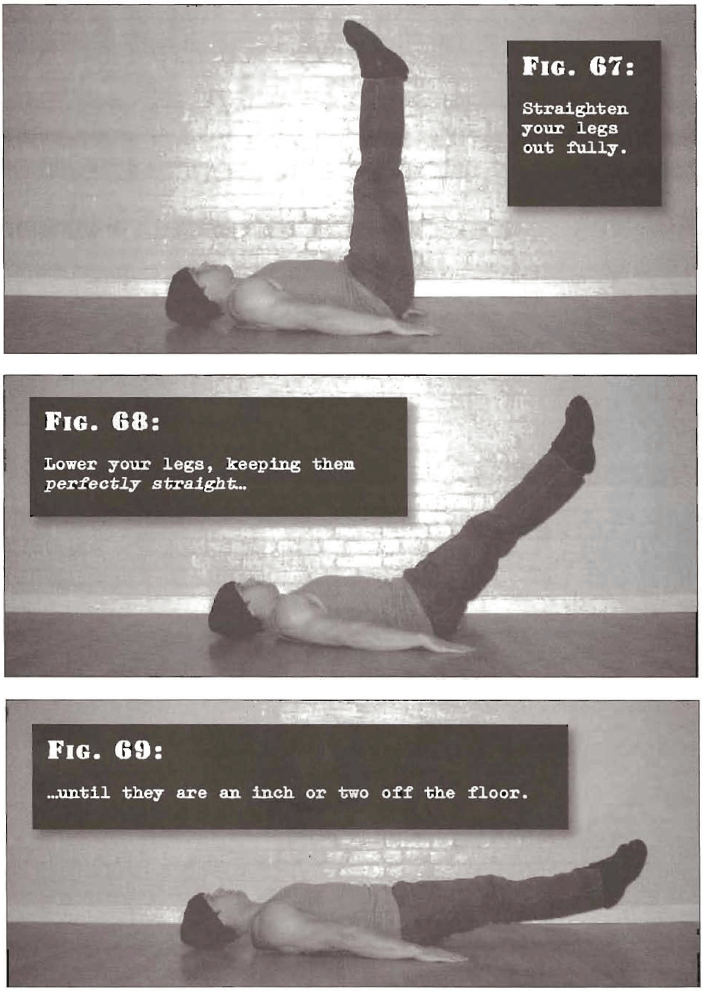 FIG. 67:
Straighten
your legs
out fully.
FIG. 68:
Lower your legs, keeping them
perfectly straight…
FIG. 69:
…until they are an inch or two off the floor.